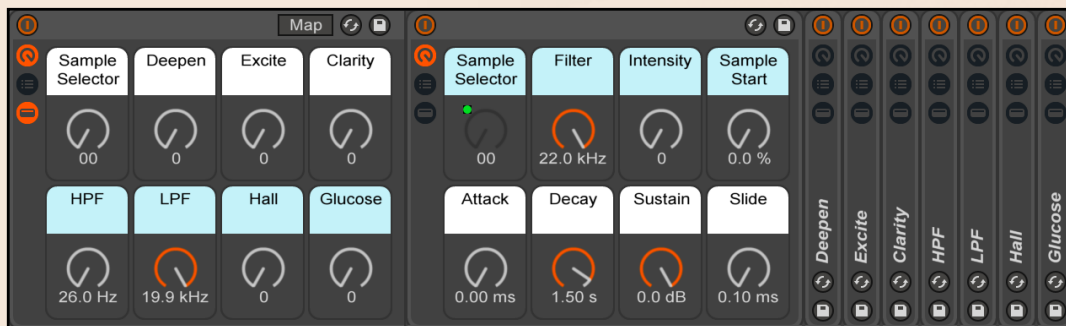 Map
Sample
Selector
Deepen
Excite
Clarity
00
0
0
0
HPF
LPF
Hall
Glucose
26.0 Hz
19.9 kHz
0
0
Sample
Selector
Filter
Intensity
Sample
Start
00
22.0 kHz
0
0.0 %
Attack
Decay
Sustain
Slide
0.00 ms
1.50 s
0.0 dB
0.10 ms
Deepen
Excite
Clarity
HPF
LPF
Hall
Glucose